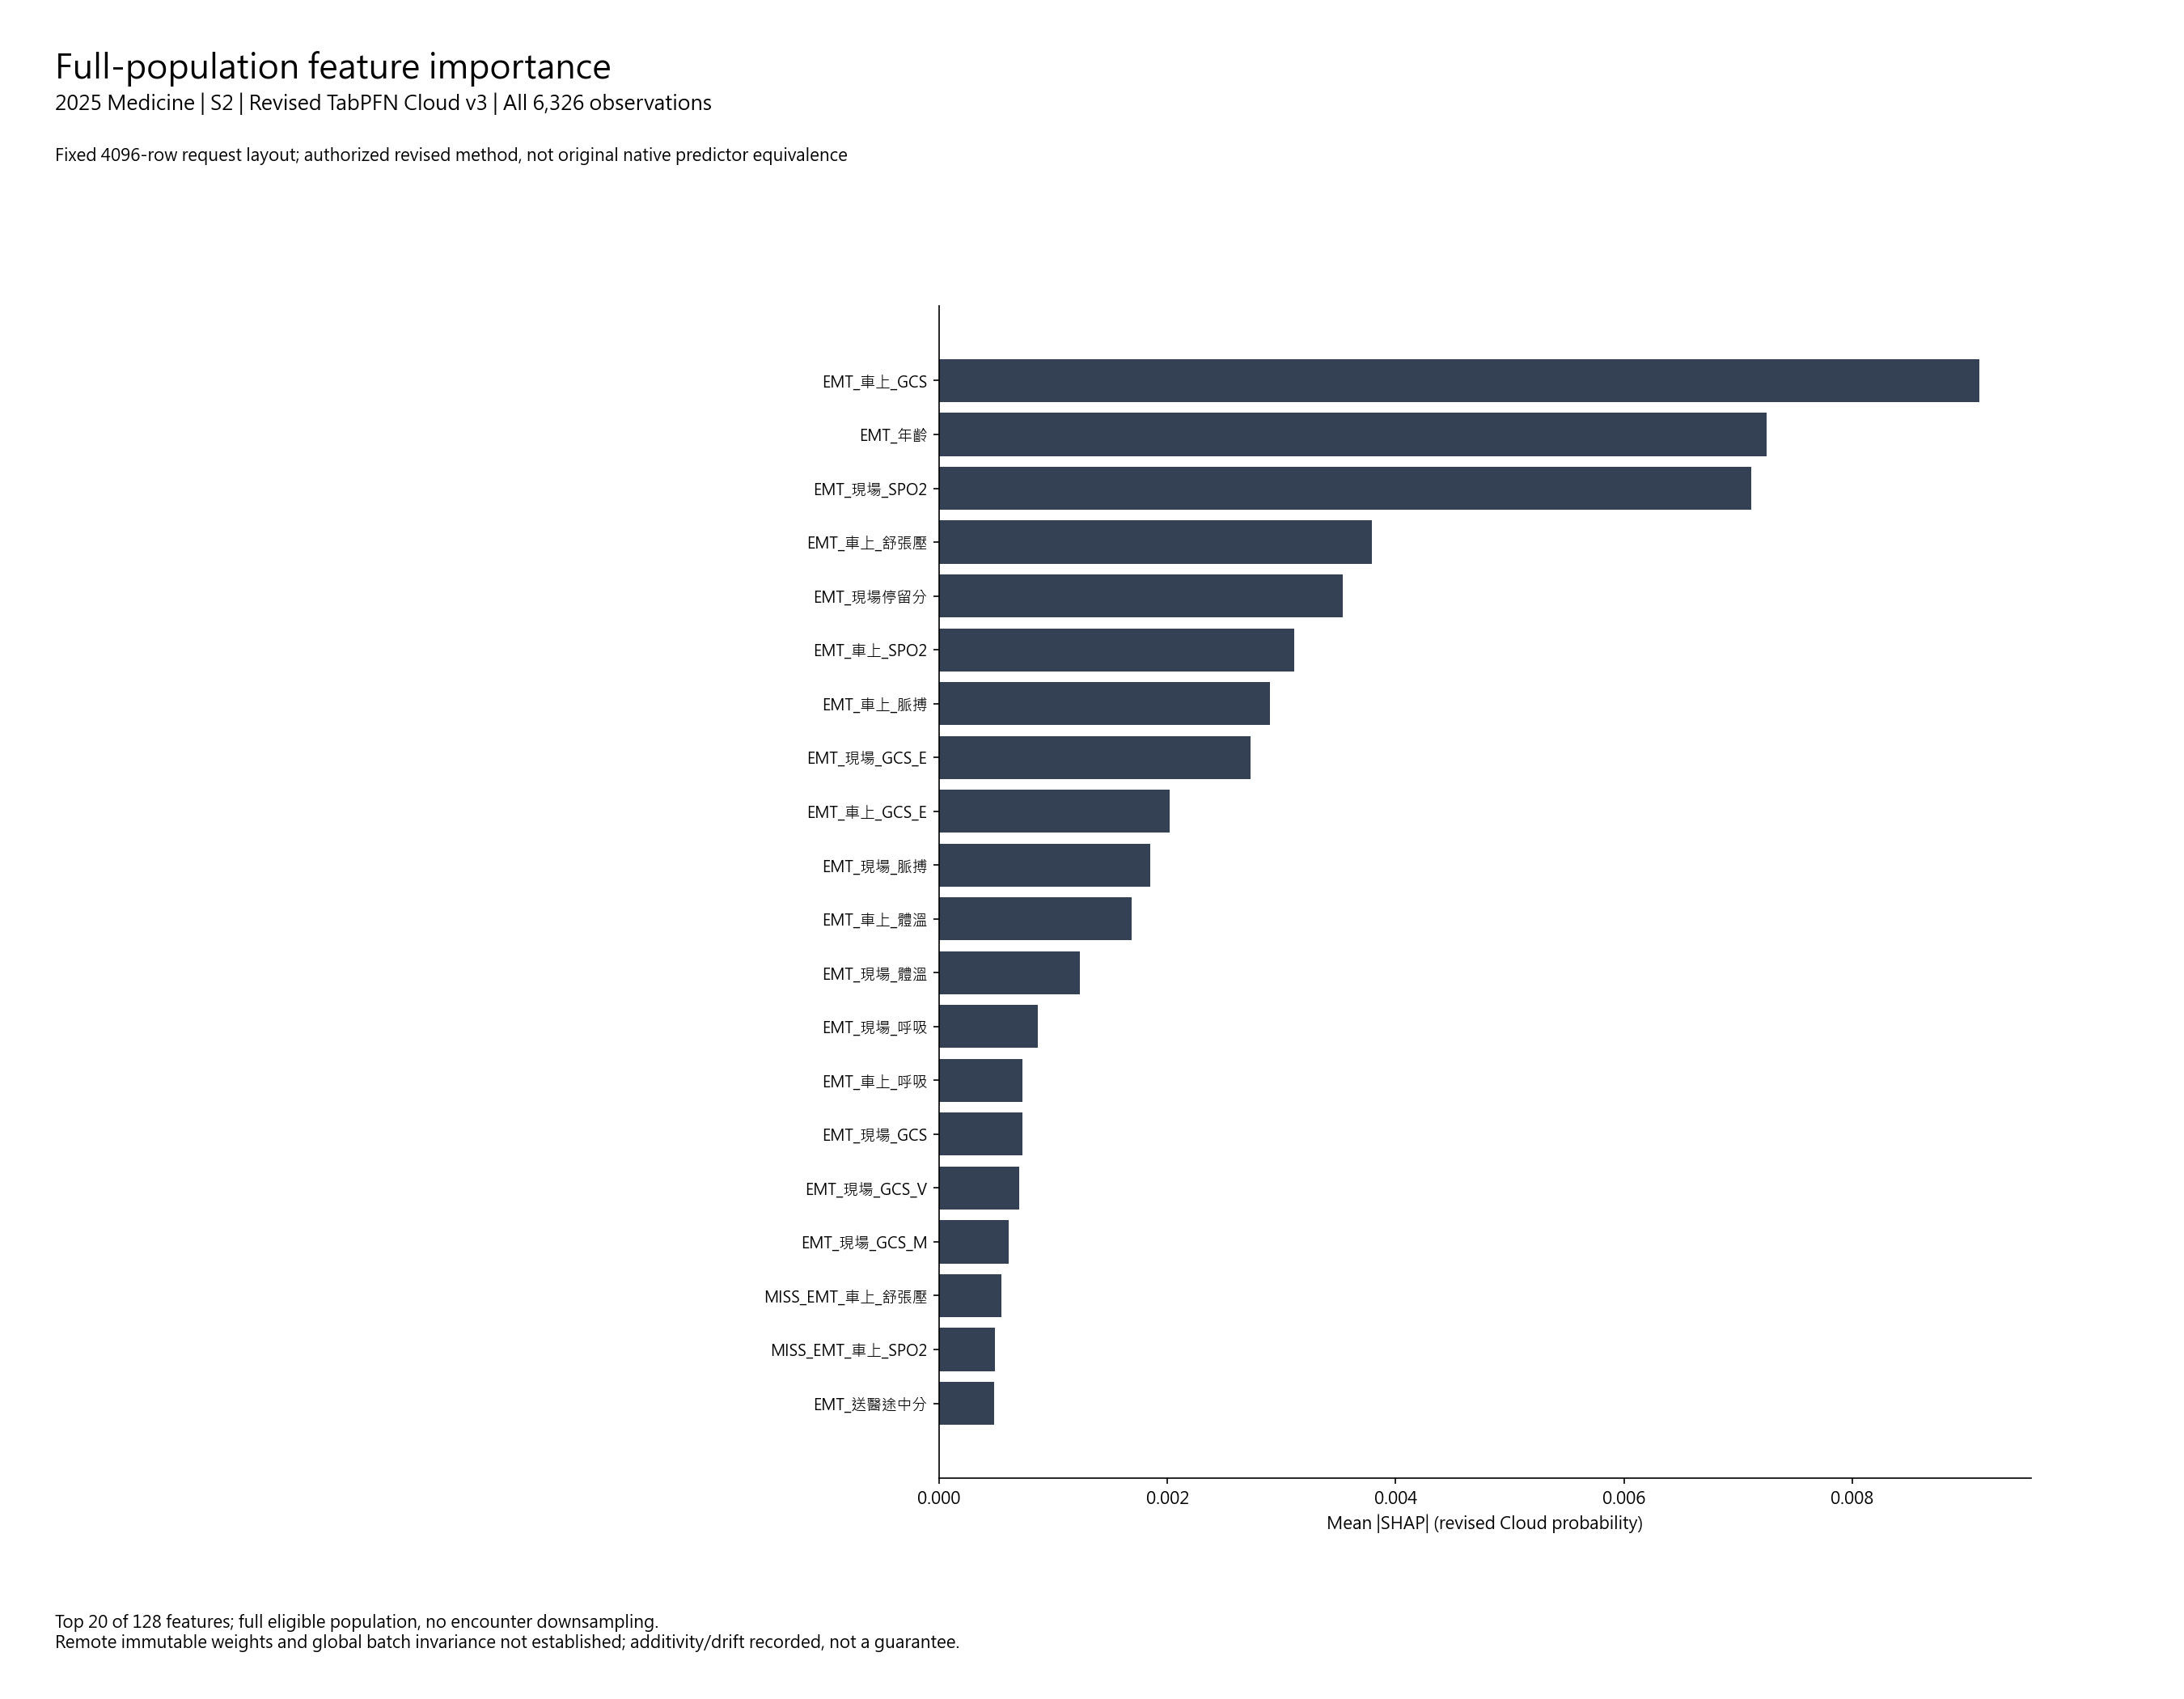 Full-population feature importance
2025 Medicine | S2 | Revised TabPFN Cloud v3 | All 6,326 observations
Fixed 4096-row request layout; authorized revised method, not original native predictor equivalence
EMT_車上_GCS
EMT_年齡
EMT_現場_SPO2
EMT_車上_舒張壓
EMT_現場停留分
EMT_車上_SPO2
EMT_車上_脈搏
EMT_現場_GCS_E
EMT_車上_GCS_E
EMT_現場_脈搏
EMT_車上_體溫
EMT_現場_體溫
EMT_現場_呼吸
EMT_車上_呼吸
EMT_現場_GCS
EMT_現場_GCS_V
EMT_現場_GCS_M
MISS_EMT_車上_舒張壓
MISS_EMT_車上_SPO2
EMT_送醫途中分
0.000 0.002 0.004 0.006 0.008
Mean |SHAP| (revised Cloud probability)
Top 20 of 128 features; full eligible population, no encounter downsampling.
Remote immutable weights and global batch invariance not established; additivity/drift recorded, not a guarantee.